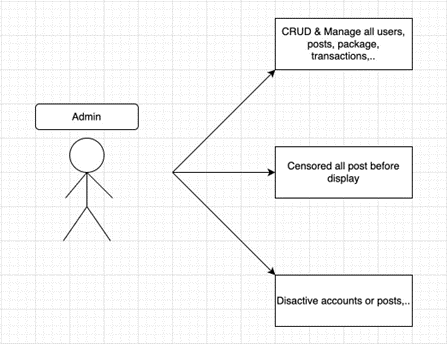 CRUD & Manage all users,
posts, package,
transactions,..
Admin
Censored all post before
display
Disactive accounts or posts,..